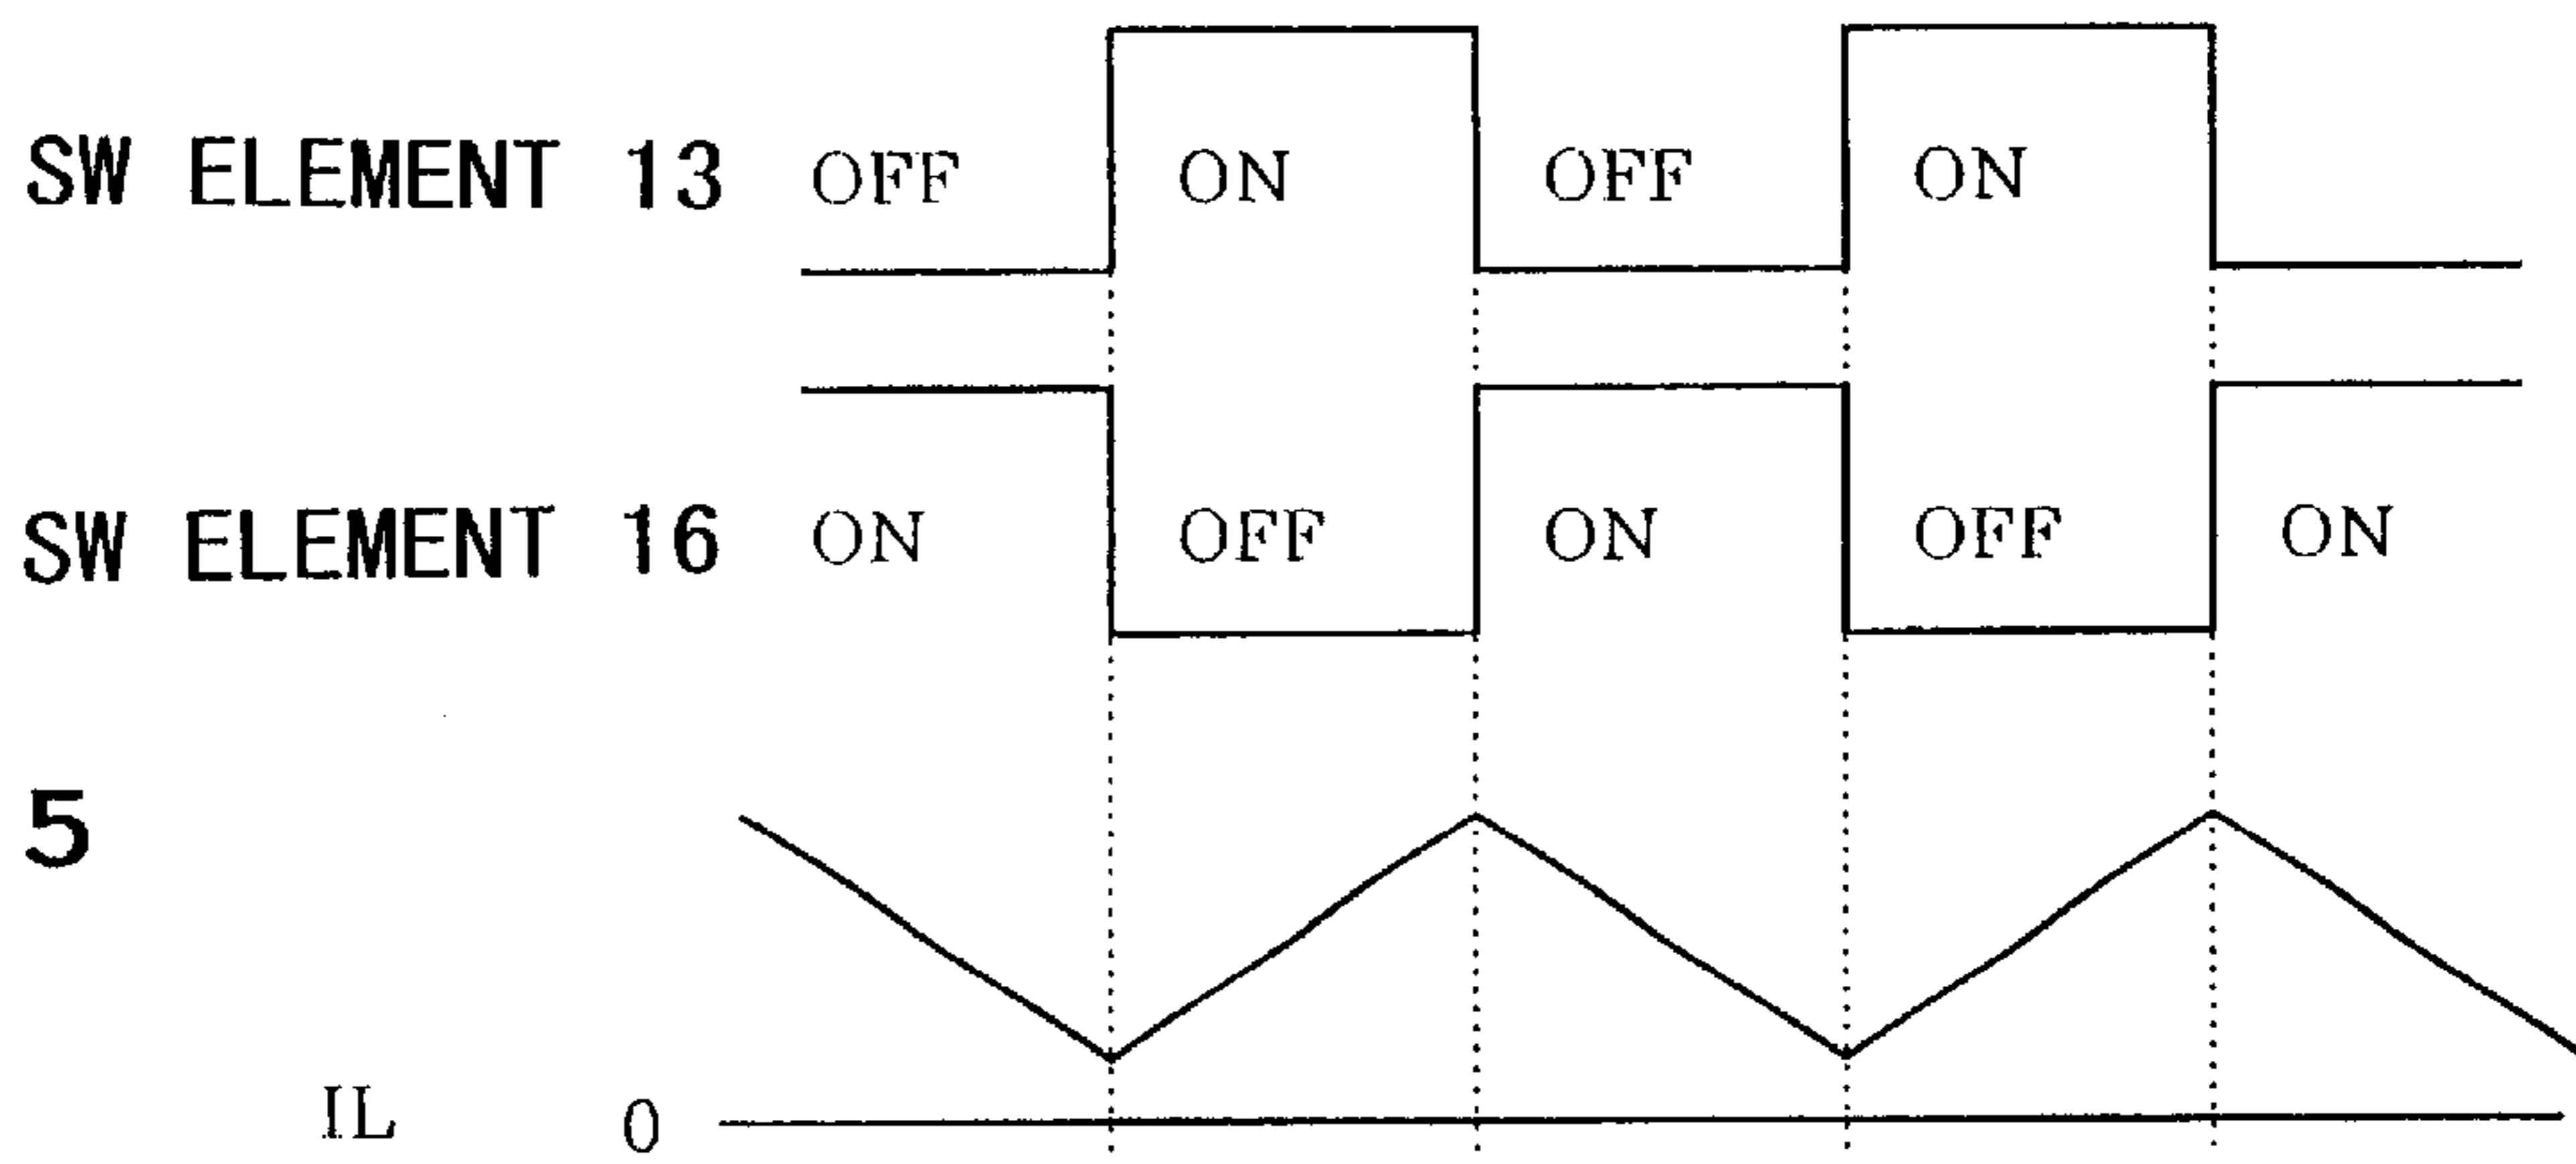 SW ELEMENT 13 OFF ON OFF ON
SW ELEMENT 16 ON OFF ON OFF ON
5
IL 0